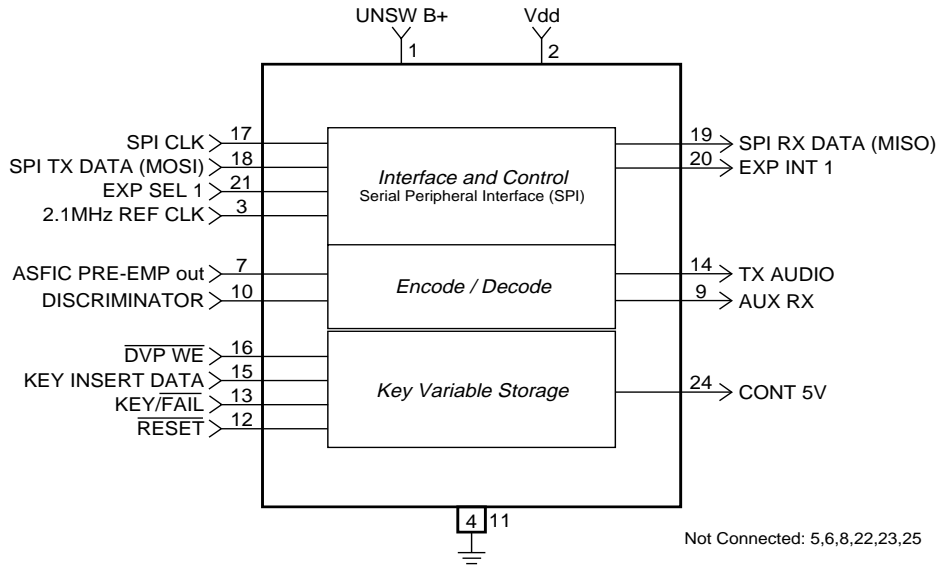 UNSW B+
Vdd
1
2
SPI CLK
17
SPI TX DATA (MOSI)
18
EXP SEL 1
21
2.1MHz REF CLK
3
Interface and Control
Serial Peripheral Interface (SPI)
19
SPI RX DATA (MISO)
20
EXP INT 1
ASFIC PRE-EMP out
7
DISCRIMINATOR
10
Encode / Decode
14
TX AUDIO
9
AUX RX
DVP WE
16
KEY INSERT DATA
15
KEY/FAIL
13
RESET
12
Key Variable Storage
24
CONT 5V
4
11
Not Connected: 5,6,8,22,23,25